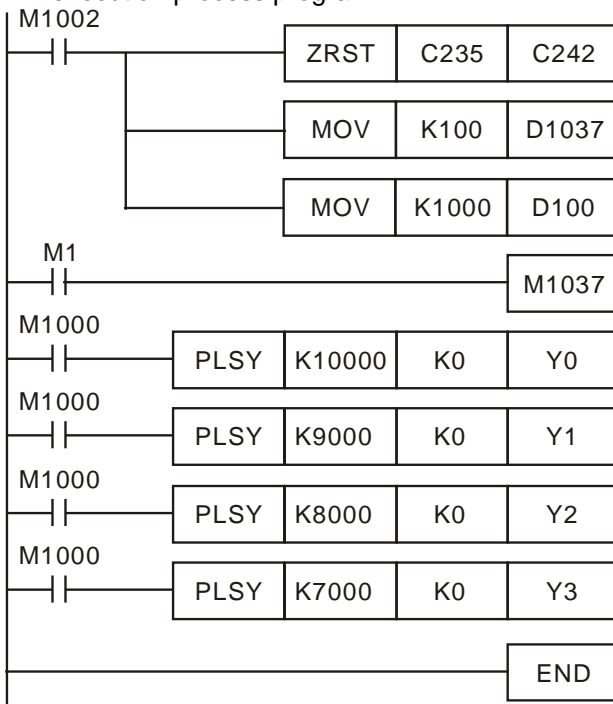 M1002
ZRST C235 C242
MOV K100 D1037
MOV K1000 D100
M1
M1037
M1000
PLSY K10000 K0 Y0
M1000
PLSY K9000 K0 Y1
M1000
PLSY K8000 K0 Y2
M1000
PLSY K7000 K0 Y3
END